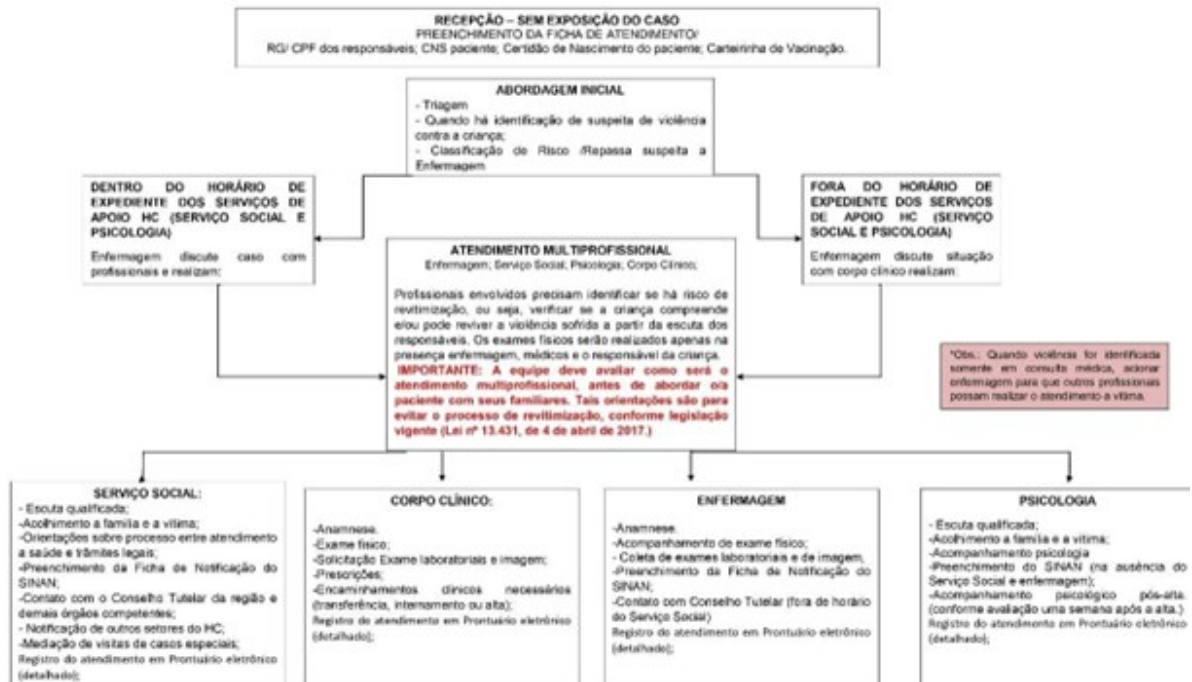 RECEPÇÃO – SEM EXPOSIÇÃO DO CASO
PREENCHIMENTO DA FICHA DE ATENDIMENTO/
RG/ CPF dos responsáveis; CNS paciente; Certidão de Nascimento do paciente; Carteirinha de Vacinação.
ABORDAGEM INICIAL
- Triagem
- Quando há identificação de suspeita de violência
contra a criança;
- Classificação de Risco /Repassa suspeita a
Enfermagem
DENTRO DO HORÁRIO DE
EXPEDIENTE DOS SERVIÇOS DE
APOIO HC (SERVIÇO SOCIAL E
PSICOLOGIA)
Enfermagem discute caso com
profissionais e realizam:
FORA DO HORÁRIO DE
EXPEDIENTE DOS SERVIÇOS
DE APOIO HC (SERVIÇO
SOCIAL E PSICOLOGIA)
Enfermagem discute situação
com corpo clínico realizam:
ATENDIMENTO MULTIPROFISSIONAL
Enfermagem; Serviço Social; Psicologia; Corpo Clínico;
Profissionais envolvidos precisam identificar se há risco de
revitimização, ou seja, verificar se a criança compreende
e/ou pode reviver a violência sofrida a partir da escuta dos
responsáveis. Os exames físicos serão realizados apenas na
presença enfermagem, médicos e o responsável da criança.
IMPORTANTE: A equipe deve avaliar como será o
atendimento multiprofissional, antes de abordar o/a
paciente com seus familiares. Tais orientações são para
evitar o processo de revitimização, conforme legislação
vigente (Lei nº 13.431, de 4 de abril de 2017.)
*Obs.: Quando violência for identificada
somente em consulta médica, acionar
enfermagem para que outros profissionais
possam realizar o atendimento a vítima.
SERVIÇO SOCIAL:
- Escuta qualificada;
-Acolhimento a família e a vítima;
-Orientações sobre processo entre atendimento
a saúde e trâmites legais;
-Preenchimento da Ficha de Notificação do
SINAN;
-Contato com o Conselho Tutelar da região e
demais órgãos competentes;
- Notificação de outros setores do HC;
-Mediação de visitas de casos especiais;
Registro do atendimento em Prontuário eletrônico
(detalhado);
CORPO CLÍNICO:
-Anamnese.
-Exame físico;
-Solicitação Exame laboratoriais e imagem;
-Prescrições;
-Encaminhamentos clínicos necessários
(transferência, internamento ou alta);
Registro do atendimento em Prontuário eletrônico
(detalhado);
ENFERMAGEM
-Anamnese.
-Acompanhamento de exame físico;
- Coleta de exames laboratoriais e de imagem,
-Preenchimento da Ficha de Notificação do
SINAN;
-Contato com Conselho Tutelar (fora de horário
do Serviço Social)
Registro do atendimento em Prontuário eletrônico
(detalhado);
PSICOLOGIA
- Escuta qualificada;
-Acolhimento a família e a vítima;
-Acompanhamento psicologia
-Preenchimento do SINAN (na ausência do
Serviço Social e enfermagem);
-Acompanhamento psicológico pós-alta.
(conforme avaliação uma semana após a alta.)
Registro do atendimento em Prontuário eletrônico
(detalhado);